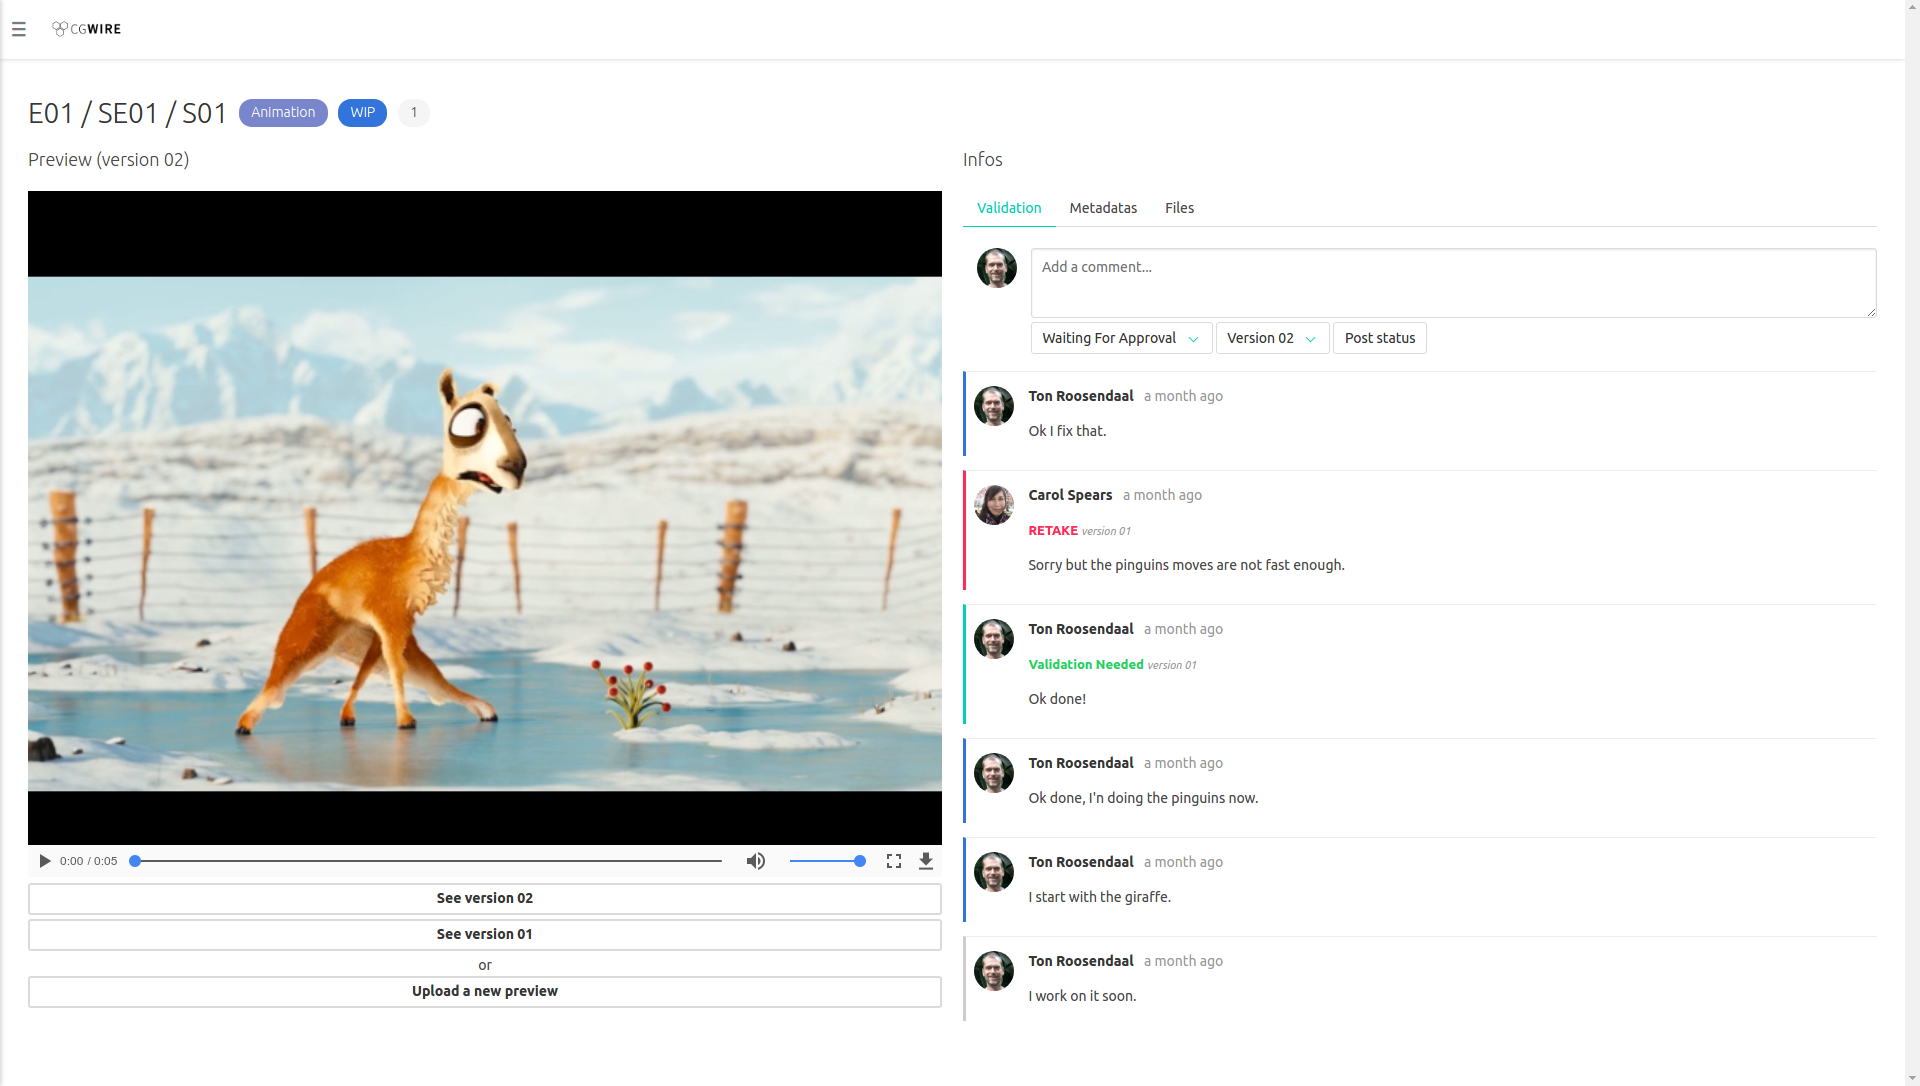 CGWIRE
E01 / SE01 / S01 Animation WIP 1
Preview (version 02)
0:00 / 0:05
See version 02
See version 01
or
Upload a new preview
Infos
Validation Metadatas Files
Add a comment...
Waiting For Approval Version 02 Post status
Ton Roosendaal a month ago
Ok I fix that.
Carol Spears a month ago
RETAKE version 01
Sorry but the pinguins moves are not fast enough.
Ton Roosendaal a month ago
Validation Needed version 01
Ok done!
Ton Roosendaal a month ago
Ok done, I'n doing the pinguins now.
Ton Roosendaal a month ago
I start with the giraffe.
Ton Roosendaal a month ago
I work on it soon.